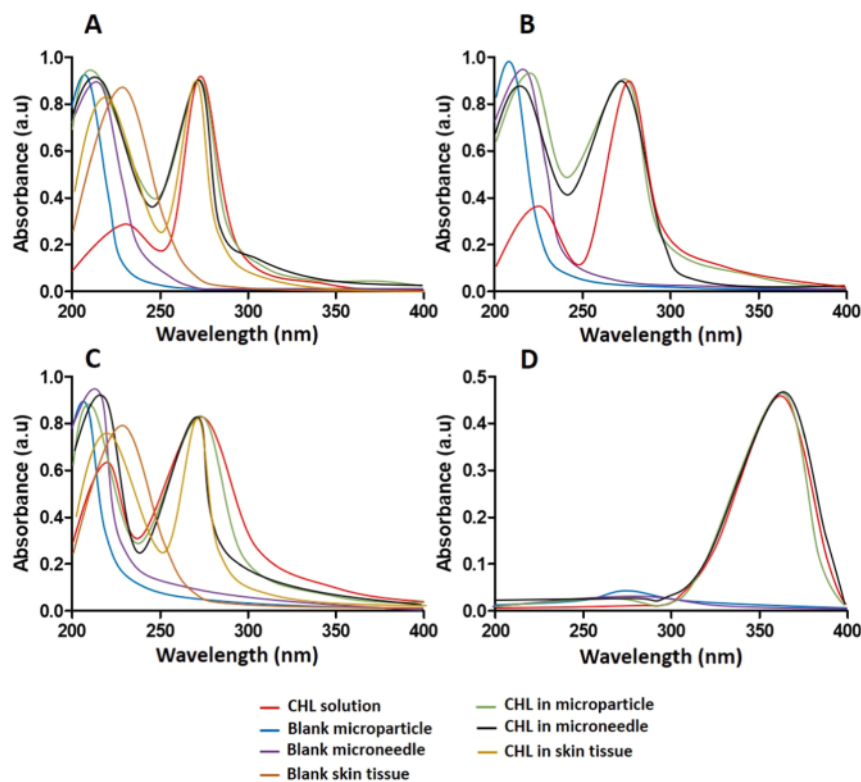 A
B
1.0
0.8
0.6
0.4
0.2
0.0
Absorbance (a.u)
200
250
300
350
400
Wavelength (nm)
1.0
0.8
0.6
0.4
0.2
0.0
Absorbance (a.u)
200
250
300
350
400
Wavelength (nm)
C
D
1.0
0.8
0.6
0.4
0.2
0.0
Absorbance (a.u)
200
250
300
350
400
Wavelength (nm)
0.5
0.4
0.3
0.2
0.1
0.0
Absorbance (a.u)
200
250
300
350
400
Wavelength (nm)
CHL solution
Blank microparticle
Blank microneedle
Blank skin tissue
CHL in microparticle
CHL in microneedle
CHL in skin tissue